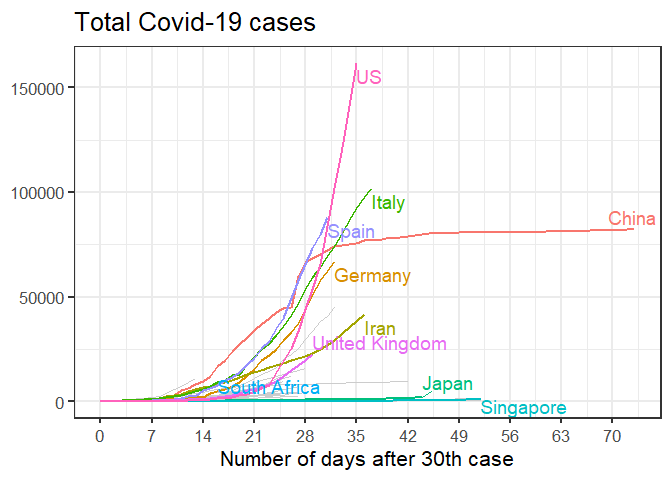 Total Covid-19 cases
150000
US
Italy
100000
China
Spain
Germany
50000
Iran
United Kingdom
South Africa
Japan
0
Singapore
0 7 14 21 28 35 42 49 56 63 70
Number of days after 30th case